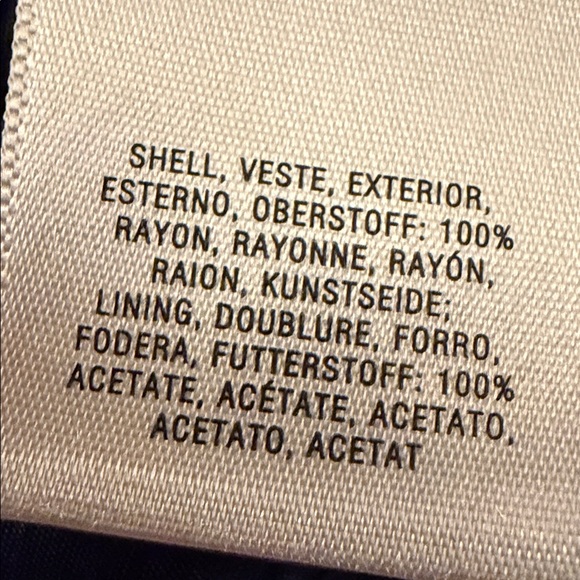 SHELL, VESTE, EXTERIOR,
ESTERNO, OBERSTOFF: 100%
RAYON, RAYONNE, RAYÓN,
RAION, KUNSTSEIDE;
LINING, DOUBLURE, FORRO,
FODERA, FUTTERSTOFF: 100%
ACETATE, ACÉTATE, ACETATO,
ACETATO, ACETAT